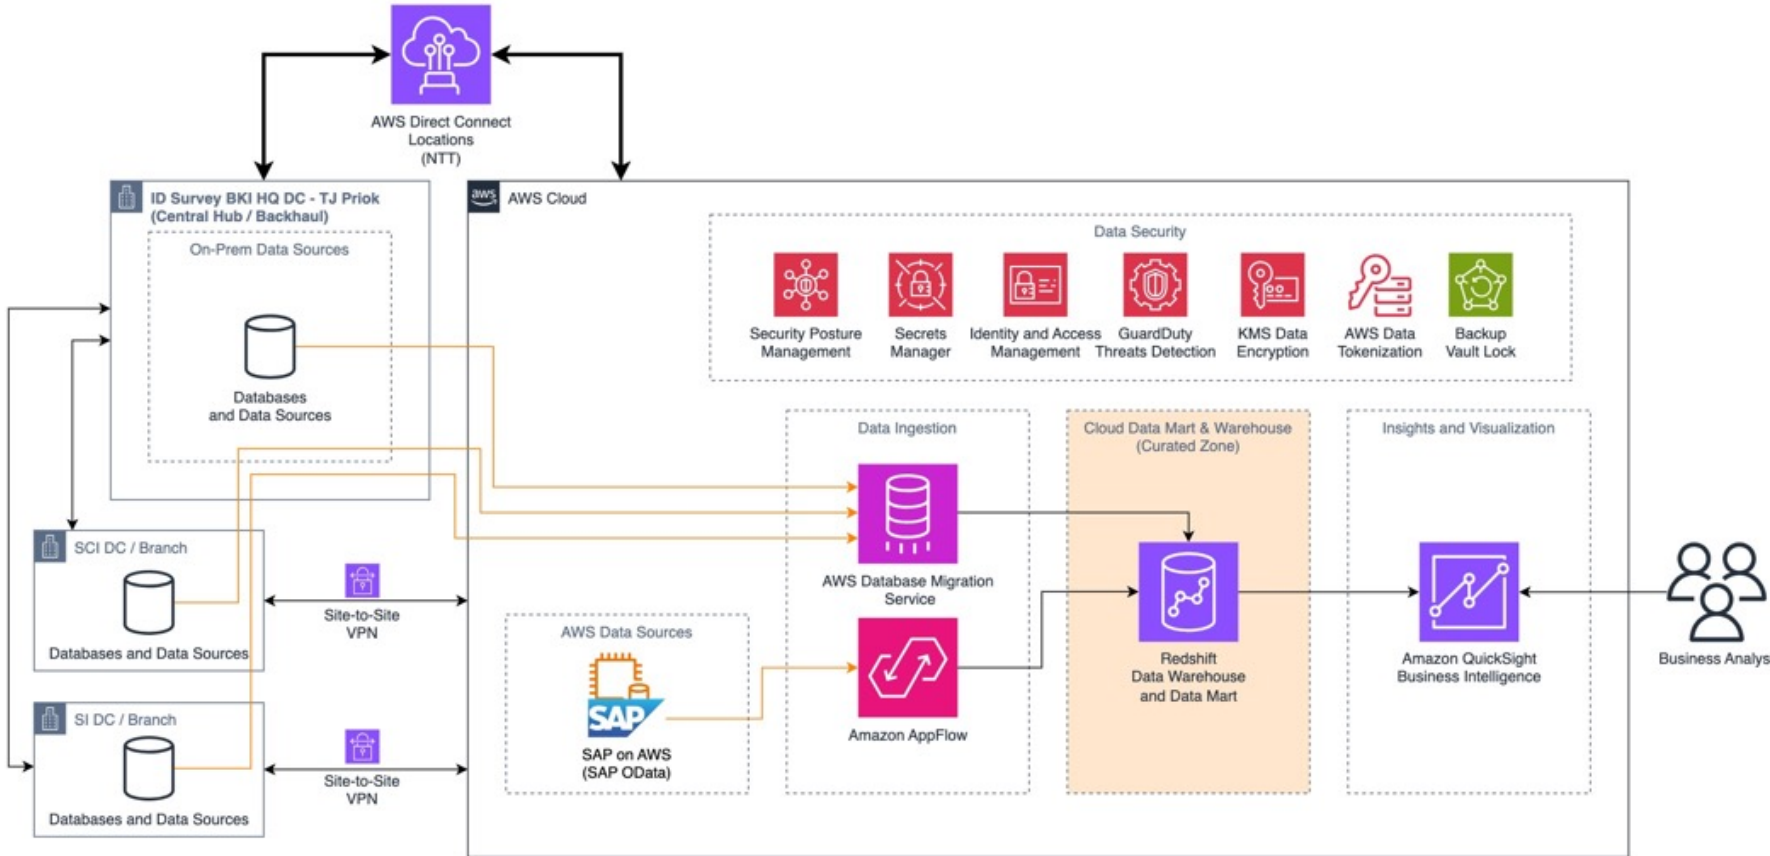 AWS Direct Connect
Locations
(NTT)
ID Survey BKI HQ DC - TJ Priok
(Central Hub / Backhaul)
On-Prem Data Sources
Databases
and Data Sources
SCI DC / Branch
Databases and Data Sources
Site-to-Site
VPN
SI DC / Branch
Databases and Data Sources
Site-to-Site
VPN
aws
AWS Cloud
Data Security
Security Posture
Management
Secrets
Manager
Identity and Access
Management
GuardDuty
Threats Detection
KMS Data
Encryption
AWS Data
Tokenization
Backup
Vault Lock
AWS Data Sources
SAP
SAP on AWS
(SAP OData)
Data Ingestion
AWS Database Migration
Service
Amazon AppFlow
Cloud Data Mart & Warehouse
(Curated Zone)
Redshift
Data Warehouse
and Data Mart
Insights and Visualization
Amazon QuickSight
Business Intelligence
Business Analys